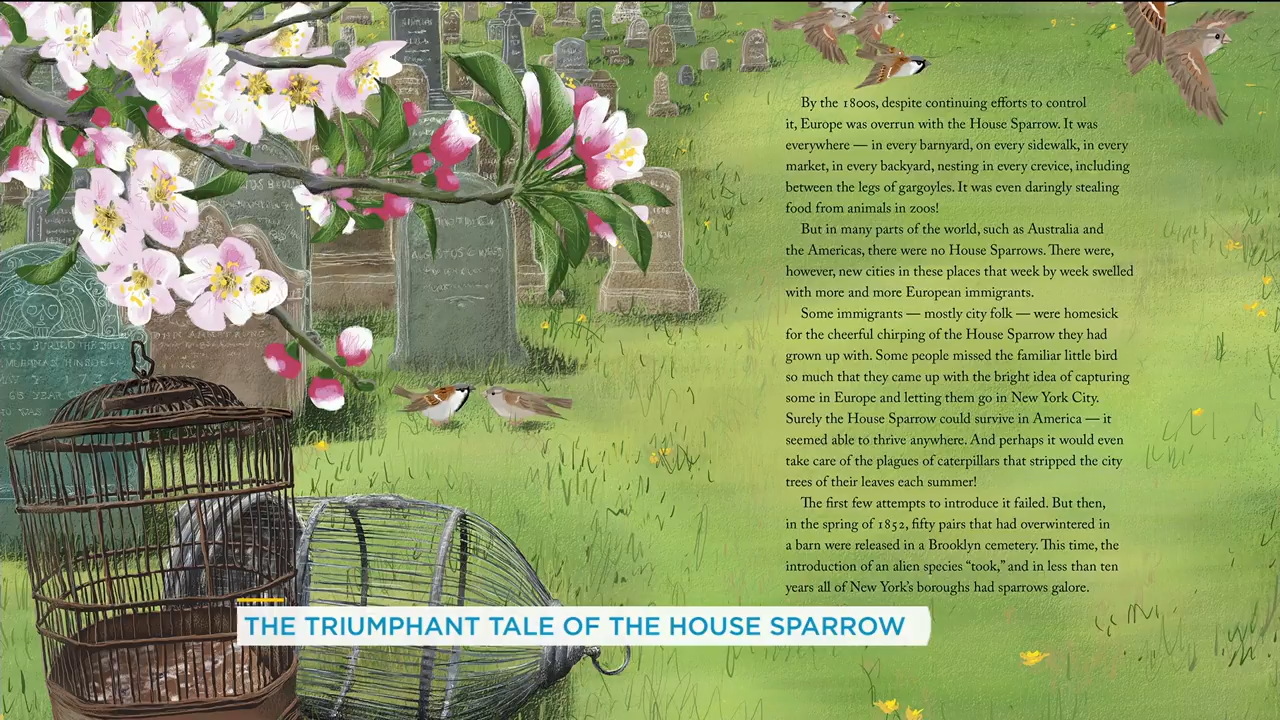 By the 1800s, despite continuing efforts to control
it, Europe was overrun with the House Sparrow. It was
everywhere — in every barnyard, on every sidewalk, in every
market, in every backyard, nesting in every crevice, including
between the legs of gargoyles. It was even daringly stealing
food from animals in zoos!
But in many parts of the world, such as Australia and
the Americas, there were no House Sparrows. There were,
however, new cities in these places that week by week swelled
with more and more European immigrants.
Some immigrants — mostly city folk — were homesick
for the cheerful chirping of the House Sparrow they had
grown up with. Some people missed the familiar little bird
so much that they came up with the bright idea of capturing
some in Europe and letting them go in New York City.
Surely the House Sparrow could survive in America — it
seemed able to thrive anywhere. And perhaps it would even
take care of the plagues of caterpillars that stripped the city
trees of their leaves each summer!
The first few attempts to introduce it failed. But then,
in the spring of 1852, fifty pairs that had overwintered in
a barn were released in a Brooklyn cemetery. This time, the
introduction of an alien species “took,” and in less than ten
years all of New York’s boroughs had sparrows galore.
THE TRIUMPHANT TALE OF THE HOUSE SPARROW